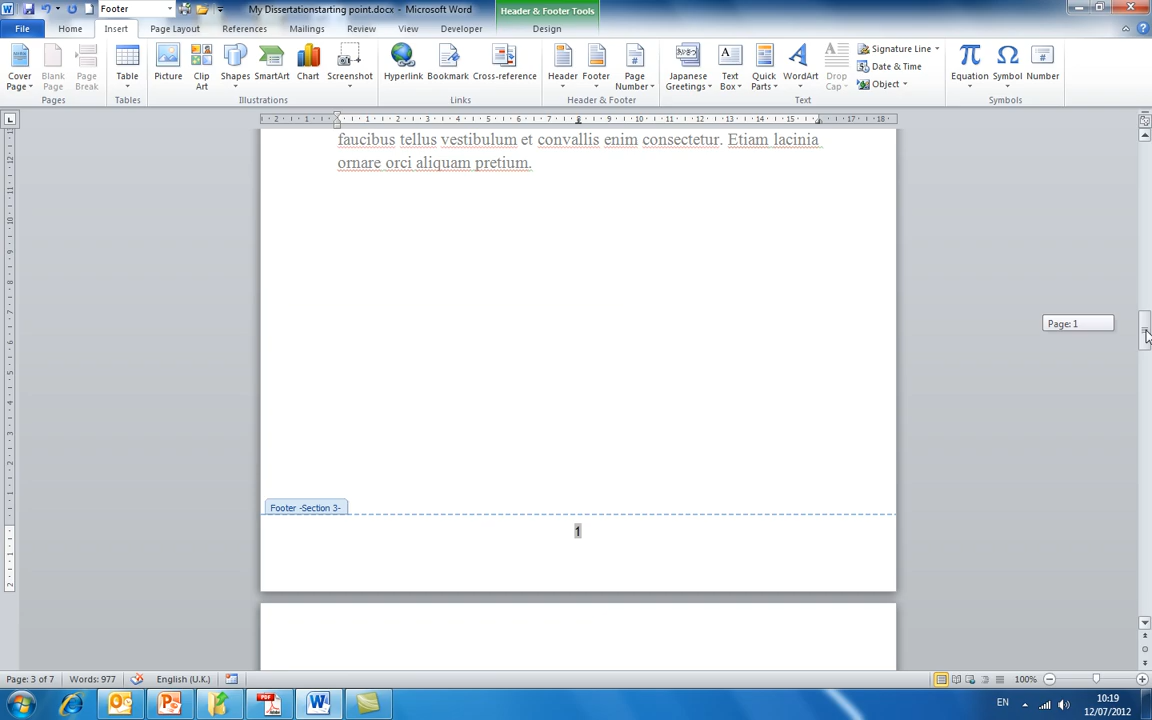 Footer
My Dissertationstarting point.docx - Microsoft Word
Header & Footer Tools
File
Home
Insert
Page Layout
References
Mailings
Review
View
Developer
Design
Cover Page
Blank Page
Page Break
Table
Picture
Clip Art
Shapes
SmartArt
Chart
Screenshot
Hyperlink
Bookmark
Cross-reference
Header
Footer
Page Number
Japanese Greetings
Text Box
Quick Parts
WordArt
Drop Cap
Signature Line
Date & Time
Object
Equation
Symbol
Number
Pages
Tables
Illustrations
Links
Header & Footer
Text
Symbols
faucibus tellus vestibulum et convallis enim consectetur. Etiam lacinia
ornare orci aliquam pretium.
Page: 1
Footer -Section 3-
1
Page: 3 of 7
Words: 977
English (U.K.)
100%
EN
10:19
12/07/2012